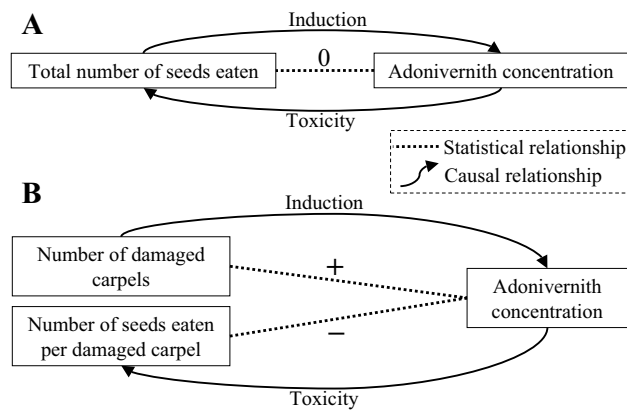 A
Induction
Total number of seeds eaten
0
Adonivernith concentration
Toxicity
Statistical relationship
Causal relationship
B
Induction
Number of damaged
carpels
+
Adonivernith
concentration
Number of seeds eaten
per damaged carpel
−
Toxicity